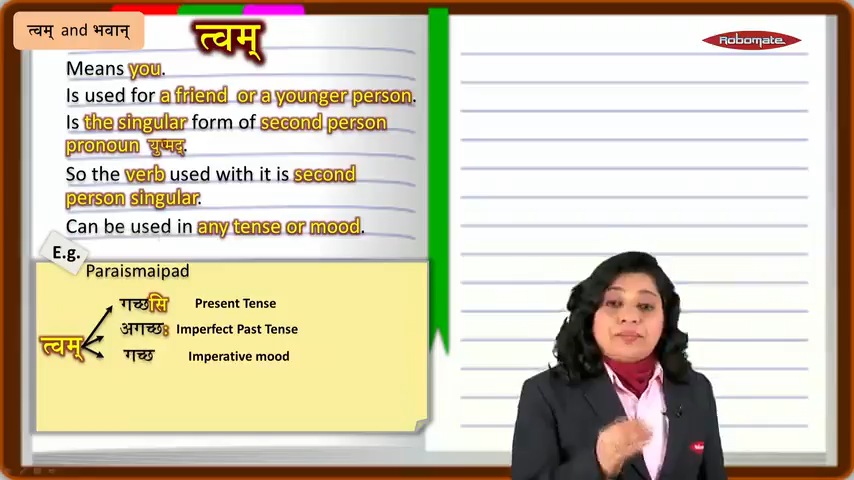 त्वम् and भवान्
त्वम्
Robomate
Means you.
Is used for a friend or a younger person.
Is the singular form of second person
pronoun युष्मद्.
So the verb used with it is second
person singular.
Can be used in any tense or mood.
E.g.
Paraismaipad
गच्छसि Present Tense
अगच्छः Imperfect Past Tense
त्वम्
गच्छ Imperative mood